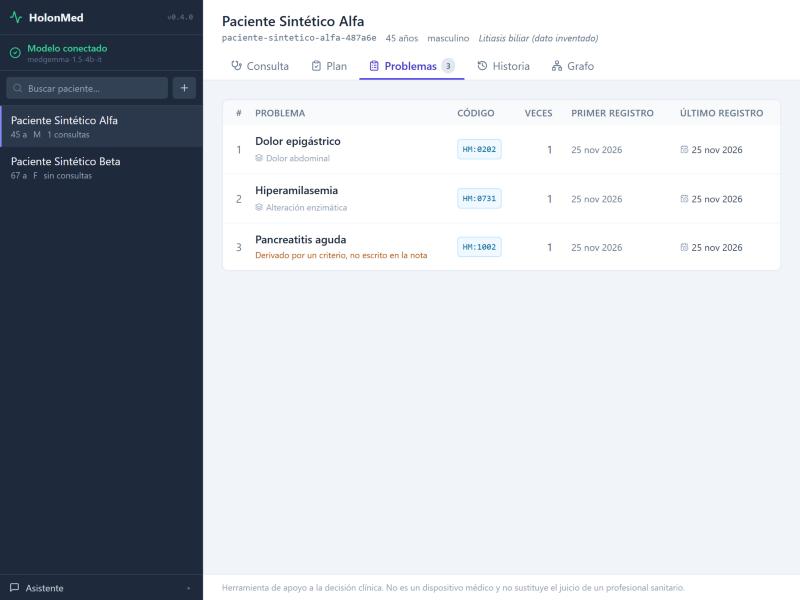 HolonMed
v0.4.0
Modelo conectado
medgemma-1.5-4b-it
Buscar paciente...
+
Paciente Sintético Alfa
45 a M 1 consultas
Paciente Sintético Beta
67 a F sin consultas
Asistente
Paciente Sintético Alfa
paciente-sintetico-alfa-487a6e 45 años masculino Litiasis biliar (dato inventado)
Consulta Plan Problemas 3 Historia Grafo
# PROBLEMA CÓDIGO VECES PRIMER REGISTRO ÚLTIMO REGISTRO
1 Dolor epigástrico HM:0202 1 25 nov 2026 25 nov 2026
Dolor abdominal
2 Hiperamilasemia HM:0731 1 25 nov 2026 25 nov 2026
Alteración enzimática
3 Pancreatitis aguda HM:1002 1 25 nov 2026 25 nov 2026
Derivado por un criterio, no escrito en la nota
Herramienta de apoyo a la decisión clínica. No es un dispositivo médico y no sustituye el juicio de un profesional sanitario.